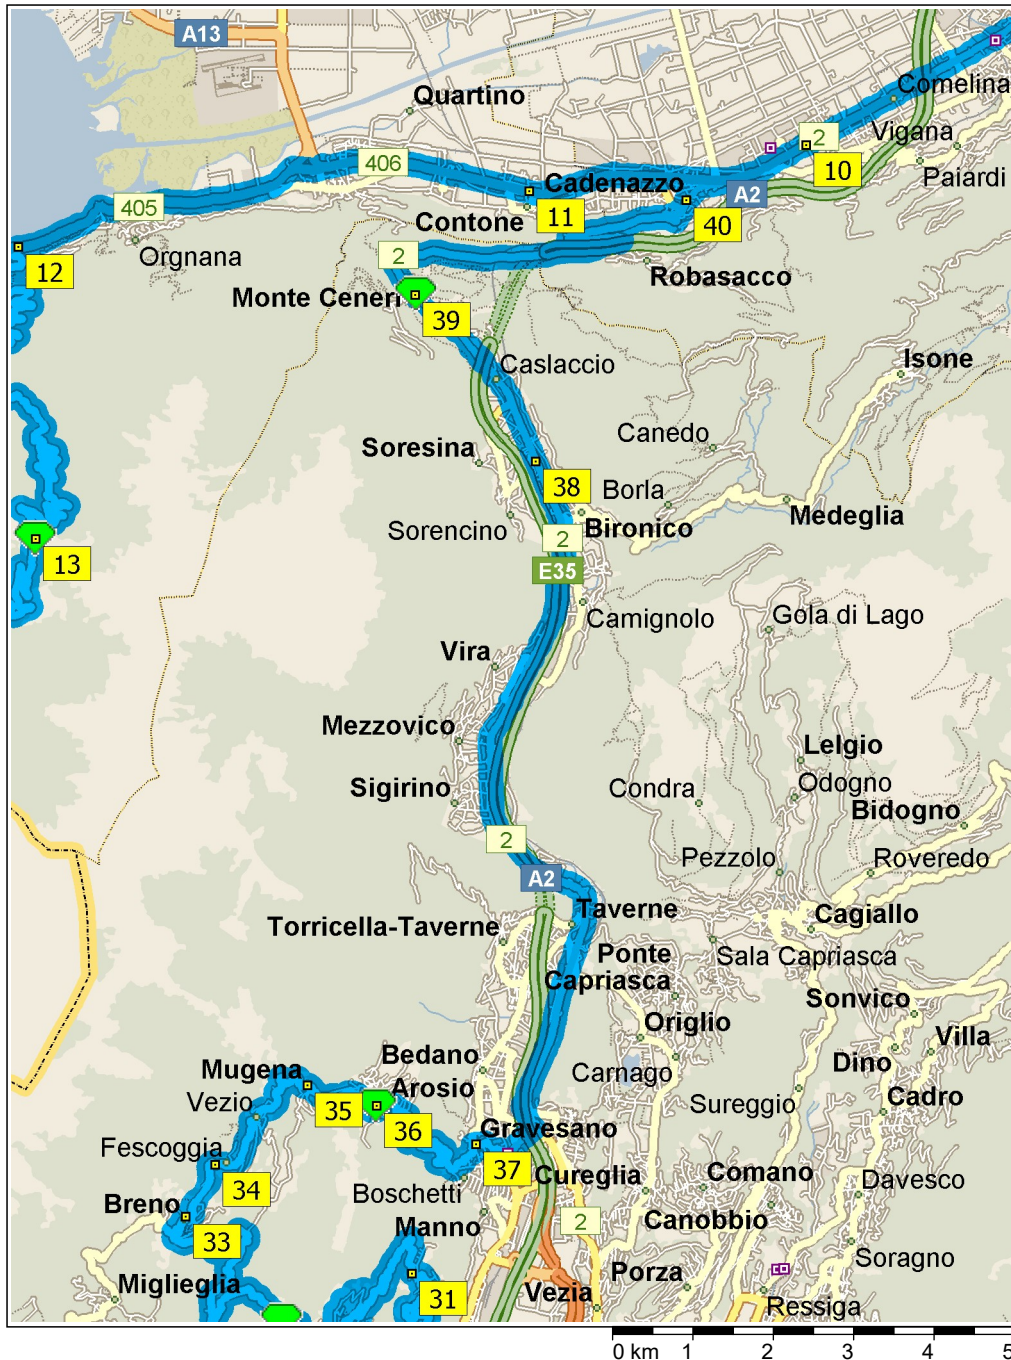 A13
Quartino
Comelina
2
Vigana
406
10
Paiardi
Cadenazzo
A2
405
11
Contone
40
Orgnana
2
12
Robasacco
Monte Ceneri
39
Isone
Caslaccio
Canedo
Soresina
38
Borla
Medeglia
Sorencino
Bironico
2
13
E35
Camignolo
Gola di Lago
Vira
Mezzovico
Lelgio
Sigirino
Condra
Odogno
Bidogno
2
Pezzolo
Roveredo
A2
Taverne
Cagiallo
Torricella-Taverne
Ponte
Capriasca
Sala Capriasca
Sonvico
Origlio
Villa
Bedano
Dino
Mugena
Arosio
Carnago
Cadro
Vezio
35
Sureggio
36
Gravesano
Fescoggia
37
Cureglia
Comano
Davesco
34
Boschetti
Breno
Manno
2
Canobbio
33
Soragno
Miglieglia
Porza
31
Vezia
Ressiga
0 km 1 2 3 4 5